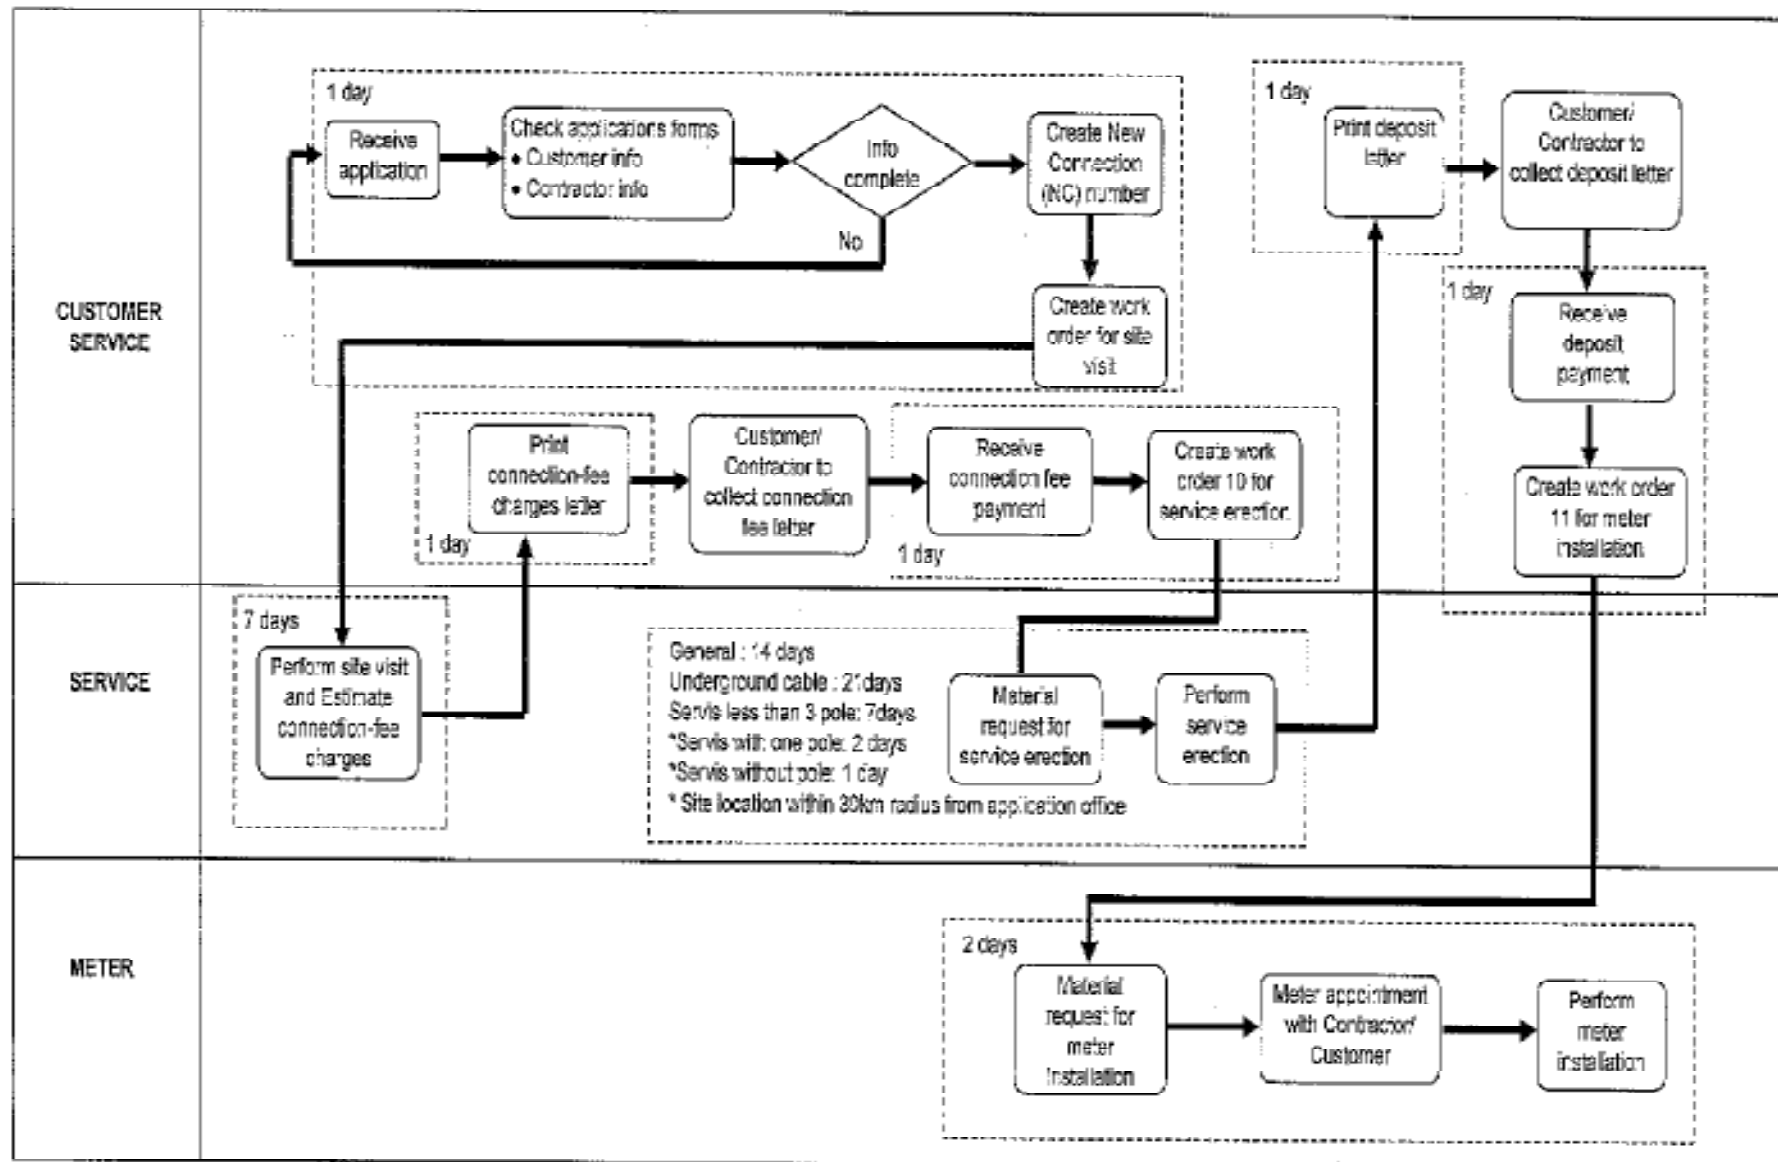 CUSTOMER
SERVICE
1 day
Receive
application
Check applications forms
• Customer info
• Contractor info
Info
complete
No
Create New
Connection
(NC) number
Create work
order for site
visit
1 day
Print deposit
letter
Customer/
Contractor to
collect deposit letter
1 day
Receive
deposit
payment
Create work order
11 for meter
installation
Print
connection-fee
charges letter
1 day
Customer/
Contractor to
collect connection
fee letter
Receive
connection fee
payment
1 day
Create work
order 10 for
service erection
SERVICE
7 days
Perform site visit
and Estimate
connection-fee
charges
General : 14 days
Underground cable : 21days
Servis less than 3 pole: 7days
*Servis with one pole: 2 days
*Servis without pole: 1 day
* Site location within 30km radius from application office
Material
request for
service erection
Perform
service
erection
METER
2 days
Material
request for
meter
Installation
Meter appointment
with Contractor/
Customer
Perform
meter
installation